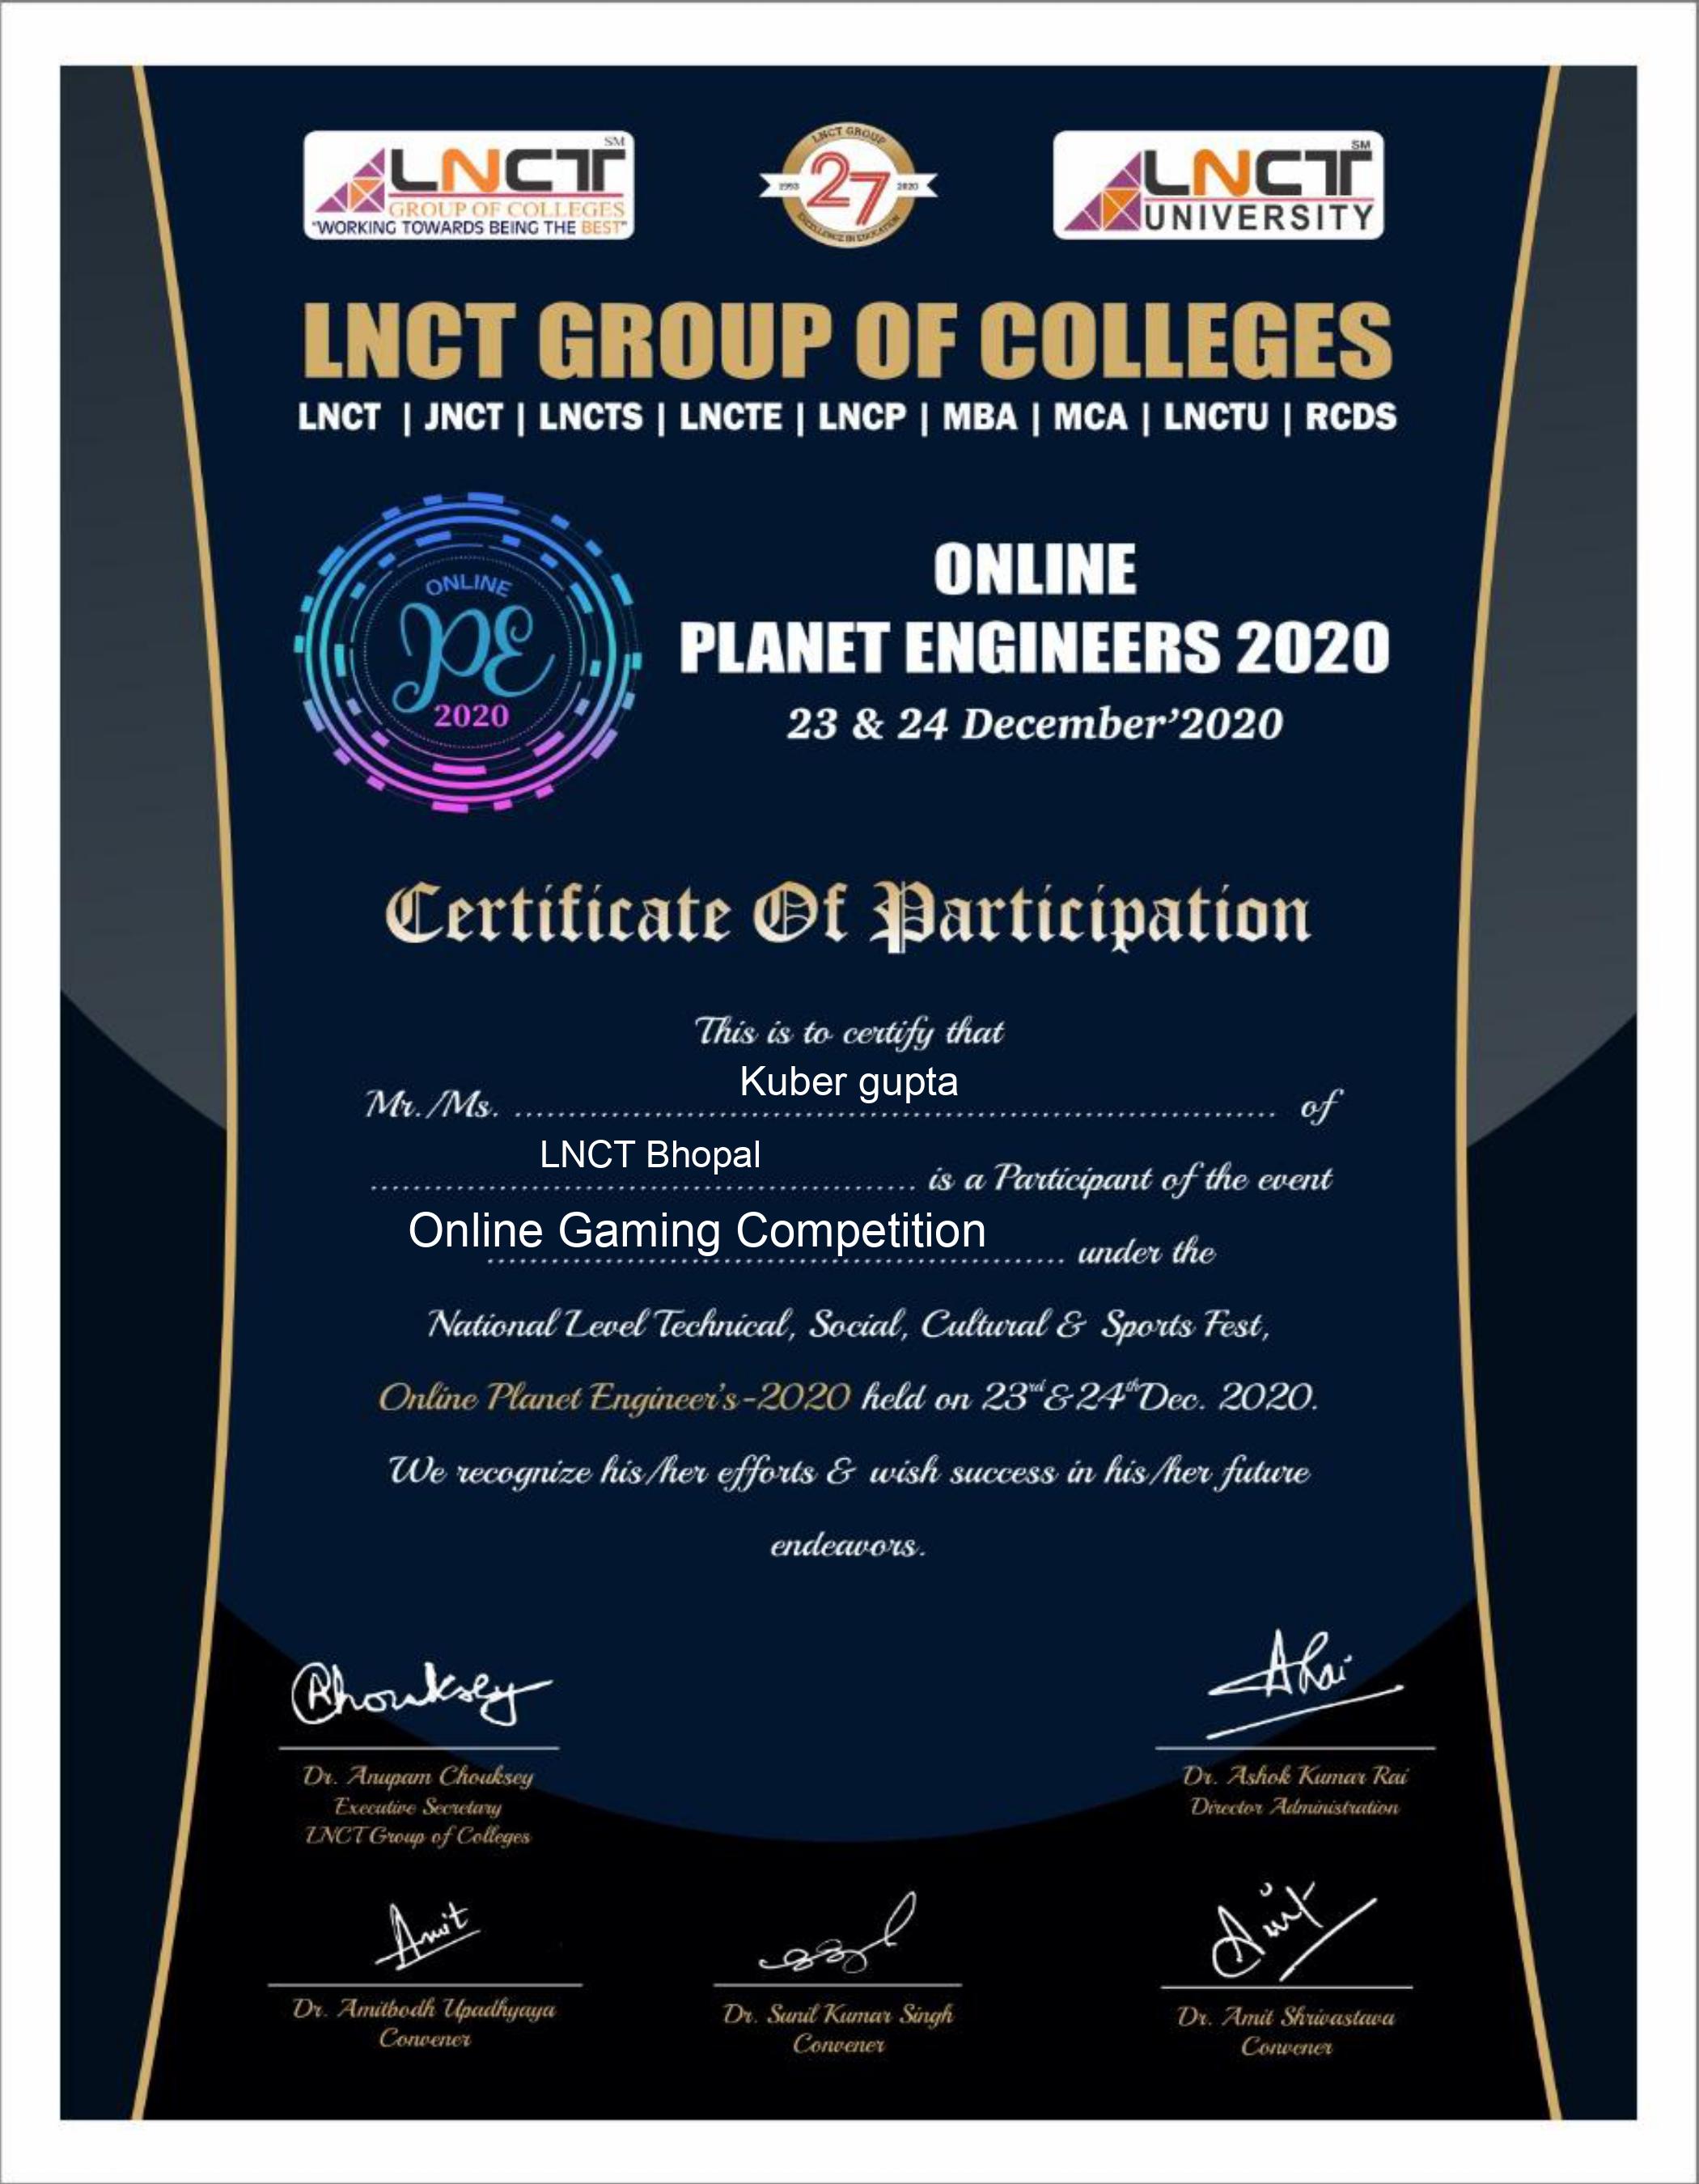 LNCT SM
GROUP OF COLLEGES
"WORKING TOWARDS BEING THE BEST"
LNCT GROUP
1993 27 2020
EXCELLENCE IN EDUCATION
LNCT SM
UNIVERSITY
LNCT GROUP OF COLLEGES
LNCT | JNCT | LNCTS | LNCTE | LNCP | MBA | MCA | LNCTU | RCDS
ONLINE
PE
2020
ONLINE
PLANET ENGINEERS 2020
23 & 24 December'2020
Certificate Of Participation
This is to certify that
Mr./Ms. Kuber gupta of
LNCT Bhopal is a Participant of the event
Online Gaming Competition under the
National Level Technical, Social, Cultural & Sports Fest,
Online Planet Engineer's-2020 held on 23rd & 24th Dec. 2020.
We recognize his/her efforts & wish success in his/her future
endeavors.
Chouksey
ARai
Dr. Anupam Chouksey
Executive Secretary
LNCT Group of Colleges
Dr. Ashok Kumar Rai
Director Administration
Amit
Amit
Dr. Amitbodh Upadhyaya
Convener
Dr. Sunil Kumar Singh
Convener
Dr. Amit Shrivastava
Convener